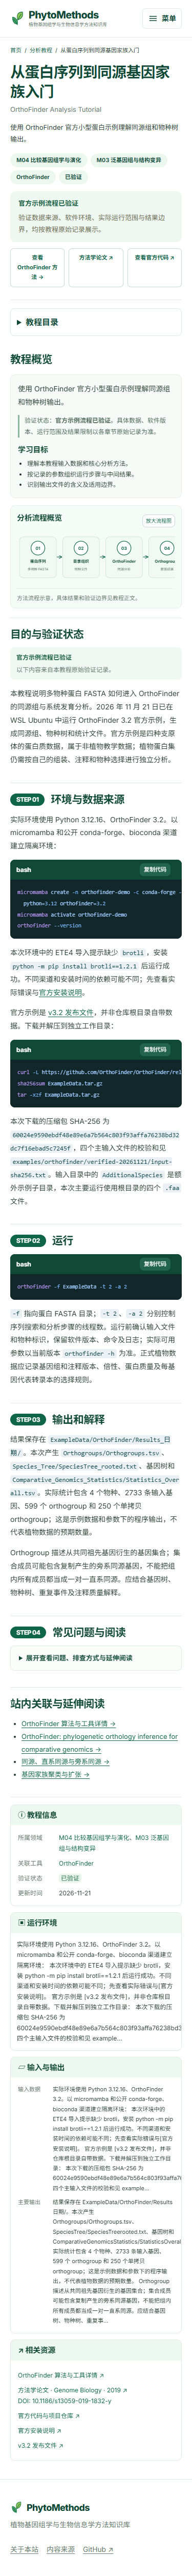 PhytoMethods
植物基因组学与生物信息学方法知识库
菜单
首页 / 分析教程 / 从蛋白序列到同源基因家族入门
从蛋白序列到同源基因家
族入门
OrthoFinder Analysis Tutorial
使用 OrthoFinder 官方小型蛋白示例理解同源组和物种树
输出。
M04 比较基因组学与演化
M03 泛基因组与结构变异
OrthoFinder
已验证
官方示例流程已验证
验证数据来源、软件环境、实际运行范围与结果边
界，均按教程原始记录展示。
查看
OrthoFinder 方
法 →
方法学论文 ↗
查看官方代码 ↗
▶ 教程目录
教程概览
使用 OrthoFinder 官方小型蛋白示例理解同源组
和物种树输出。
验证状态：官方示例流程已验证。具体数据、软件版
本、运行范围及结果限制以各章节原始记录为准。
学习目标
理解本教程输入数据和核心分析方法。
按记录的参数组织运行步骤与中间结果。
识别输出文件的含义及适用边界。
分析流程概览
放大流程图
01
02
03
04
蛋白序列
OrthoFinder
方法流程示意，具体结果和验证边界见教程正文。
目的与验证状态
官方示例流程已验证
以下内容来自本教程原始验证记录。
本教程说明多物种蛋白 FASTA 如何进入 OrthoFinder
的同源组与系统发育分析。2026 年 11 月 21 日已在
WSL Ubuntu 中运行 OrthoFinder 3.2 官方示例，生
成同源组、物种树和统计文件。官方示例是四种支原
体的蛋白质数据，属于非植物教学数据；植物蛋白集
仍需按自己的组装、注释和物种选择进行独立分析。
STEP 01
环境与数据来源
实际环境使用 Python 3.12.16、OrthoFinder 3.2。以
micromamba 和公开 conda-forge、bioconda 渠道
建立隔离环境：
bash
复制代码
micromamba create -n orthofinder-demo -c conda-forge -
python=3.12 orthofinder=3.2
micromamba activate orthofinder-demo
orthofinder --version
本次环境中的 ETE4 导入提示缺少 brotli，安装
python -m pip install brotli==1.2.1 后运行成
功。不同渠道和安装时间的依赖可能不同；先查看实
际错误与官方安装说明。
官方示例是 v3.2 发布文件，并非仓库根目录自带数
据。下载并解压到独立工作目录：
bash
复制代码
curl -L https://github.com/OrthoFinder/OrthoFinder/rel
sha256sum ExampleData.tar.gz
tar -xzf ExampleData.tar.gz
本次下载的压缩包 SHA-256 为
60024e9590ebdf48e89e6a7b564c803f93affa76238bd32
dc7f16ebad5c7245f，四个主输入文件的校验和见
examples/orthofinder/verified-20261121/input-
sha256.txt。输入目录中的 AdditionalSpecies 是额
外示例子目录，本次主要运行使用根目录的四个 .faa
文件。
STEP 02
运行
bash
复制代码
orthofinder -f ExampleData -t 2 -a 2
-f 指向蛋白 FASTA 目录；-t 2、-a 2 分别控制序
列搜索和分析步骤的线程数。运行前确认输入文件
和物种标识，保留软件版本、命令及日志；实际可用
参数以当前版本 orthofinder -h 为准。正式植物数
据应记录基因组和注释版本、倍性、蛋白质量及每基
因代表转录本的选择规则。
STEP 03
输出和解释
结果保存在 ExampleData/OrthoFinder/Results_日
期/。本次产生 Orthogroups/Orthogroups.tsv、
Species_Tree/SpeciesTree_rooted.txt、基因树和
Comparative_Genomics_Statistics/Statistics_Over
all.tsv。实际统计包含 4 个物种、2733 条输入基
因、599 个 orthogroup 和 250 个单拷贝
orthogroup；这是示例数据和参数下的程序输出，不
代表植物数据的预期数量。
Orthogroup 描述从共同祖先基因衍生的基因集合；集
合成员可能包含复制产生的旁系同源基因，不能把组
内所有成员都当成一对一直系同源。应结合基因树、
物种树、重复事件及注释质量解释。
STEP 04
常见问题与阅读
▶ 展开查看问题、排查方式与延伸阅读
站内关联与延伸阅读
OrthoFinder 算法与工具详情 →
OrthoFinder: phylogenetic orthology inference for
comparative genomics →
同源、直系同源与旁系同源 →
基因家族聚类与扩张 →
教程信息
所属领域
M04 比较基因组学与演化、M03 泛基因
组与结构变异
关联工具
OrthoFinder
验证状态
已验证
更新时间
2026-11-21
运行环境
实际环境使用 Python 3.12.16、OrthoFinder 3.2。以
micromamba 和公开 conda-forge、bioconda 渠道建立
隔离环境： 本次环境中的 ETE4 导入提示缺少 brotli，安
装 python -m pip install brotli==1.2.1 后运行成功。不同
渠道和安装时间的依赖可能不同；先查看实际错误与[官方
安装说明]。 官方示例是 [v3.2 发布文件]，并非仓库根目
录自带数据。下载并解压到独立工作目录： 本次下载的压
缩包 SHA-256 为
60024e9590ebdf48e89e6a7b564c803f93affa76238bd3
四个主输入文件的校验和见 example…
输入与输出
输入数据
实际环境使用 Python 3.12.16、OrthoFinder
3.2。以 micromamba 和公开 conda-forge、
bioconda 渠道建立隔离环境： 本次环境中的
ETE4 导入提示缺少 brotli，安装 python -m pip
install brotli==1.2.1 后运行成功。不同渠道和安
装时间的依赖可能不同；先查看实际错误与[官方
安装说明]。 官方示例是 [v3.2 发布文件]，并非仓
库根目录自带数据。下载并解压到独立工作目
录： 本次下载的压缩包 SHA-256 为
60024e9590ebdf48e89e6a7b564c803f93affa76
四个主输入文件的校验和见 example…
主要输出
结果保存在 ExampleData/OrthoFinder/Results
日期/。本次产生
Orthogroups/Orthogroups.tsv、
SpeciesTree/SpeciesTreerooted.txt、基因树和
ComparativeGenomicsStatistics/StatisticsOveral
实际统计包含 4 个物种、2733 条输入基因、
599 个 orthogroup 和 250 个单拷贝
orthogroup；这是示例数据和参数下的程序输
出，不代表植物数据的预期数量。 Orthogroup 描
述从共同祖先基因衍生的基因集合；集合成员可
能包含复制产生的旁系同源基因，不能把组内所
有成员都当成一对一直系同源。应结合基因树、
物种树、重复事…
↗ 相关资源
OrthoFinder 算法与工具详情 ↗
方法学论文 · Genome Biology · 2019 ↗
DOI: 10.1186/s13059-019-1832-y
官方代码与项目仓库 ↗
官方安装说明 ↗
v3.2 发布文件 ↗
PhytoMethods
植物基因组学与生物信息学方法知识库
关于本站
内容来源
GitHub ↗